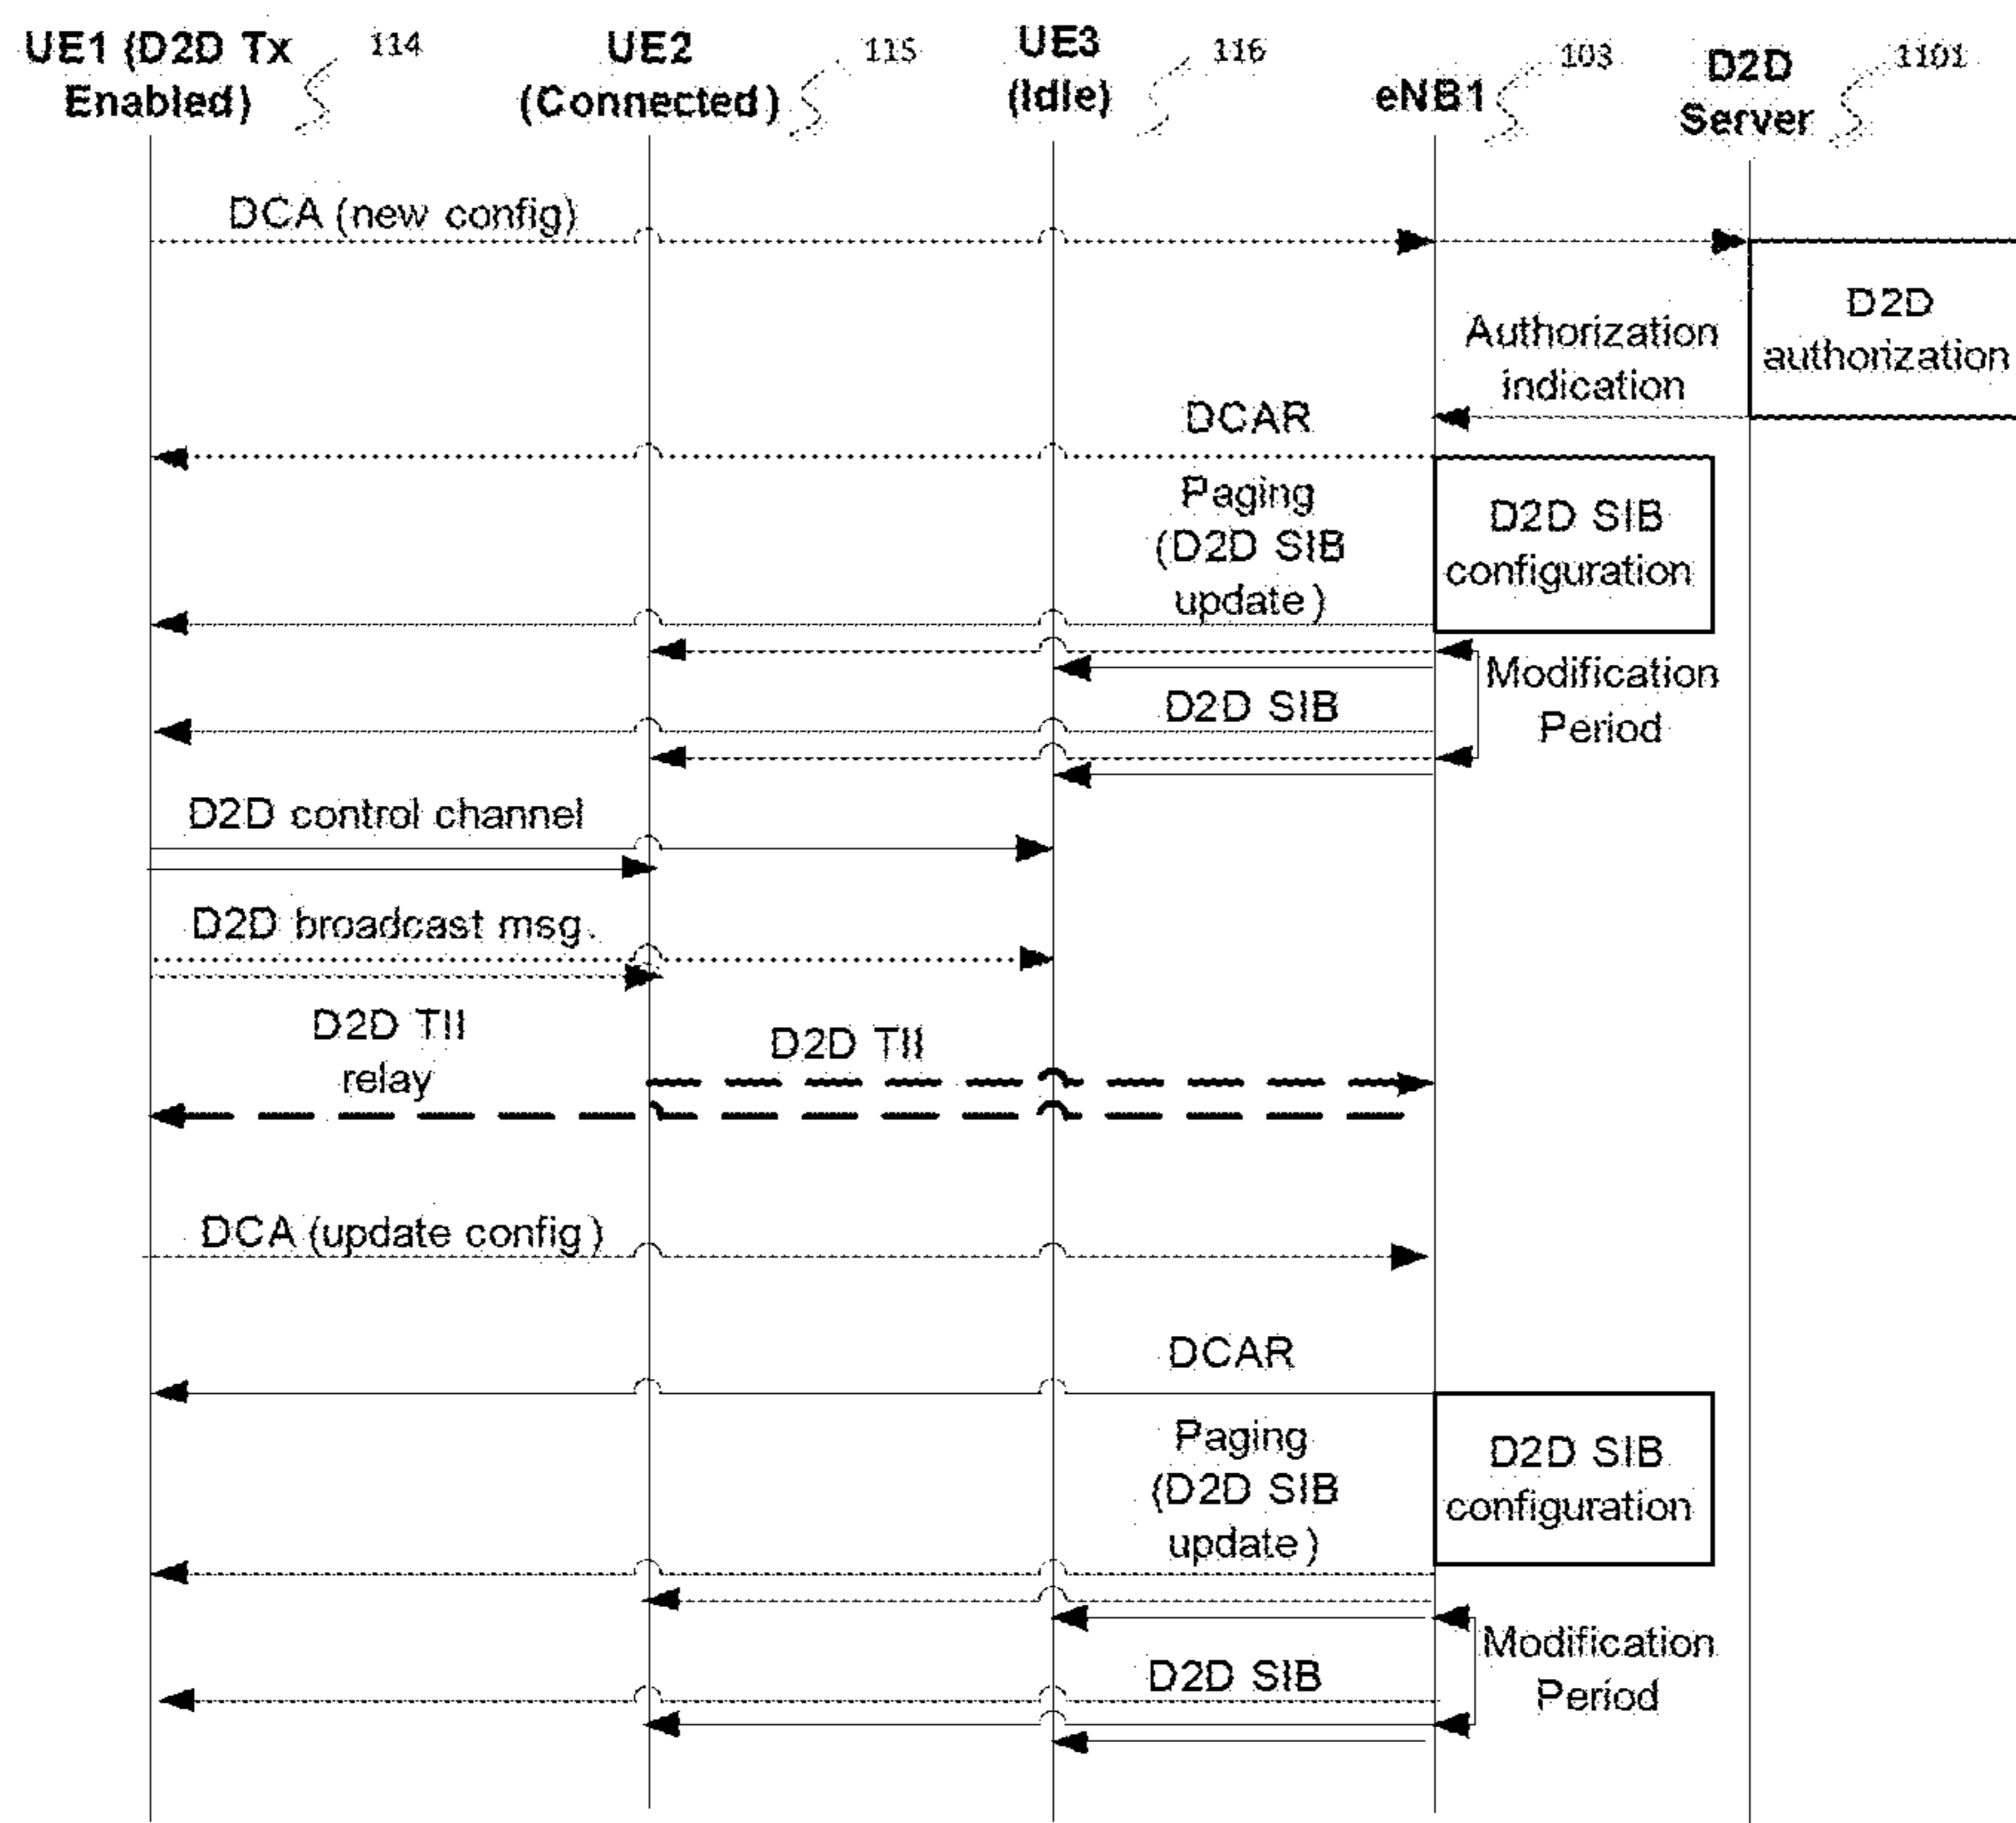 UE1 (D2D Tx
Enabled)
114
UE2
(Connected)
115
UE3
(Idle)
116
eNB1
103
D2D
Server
1101
DCA (new config)
D2D
authorization
Authorization
indication
DCAR
Paging
(D2D SIB
update)
D2D SIB
configuration
Modification
Period
D2D SIB
D2D control channel
D2D broadcast msg.
D2D TII
relay
D2D TII
DCA (update config)
DCAR
Paging
(D2D SIB
update)
D2D SIB
configuration
Modification
Period
D2D SIB